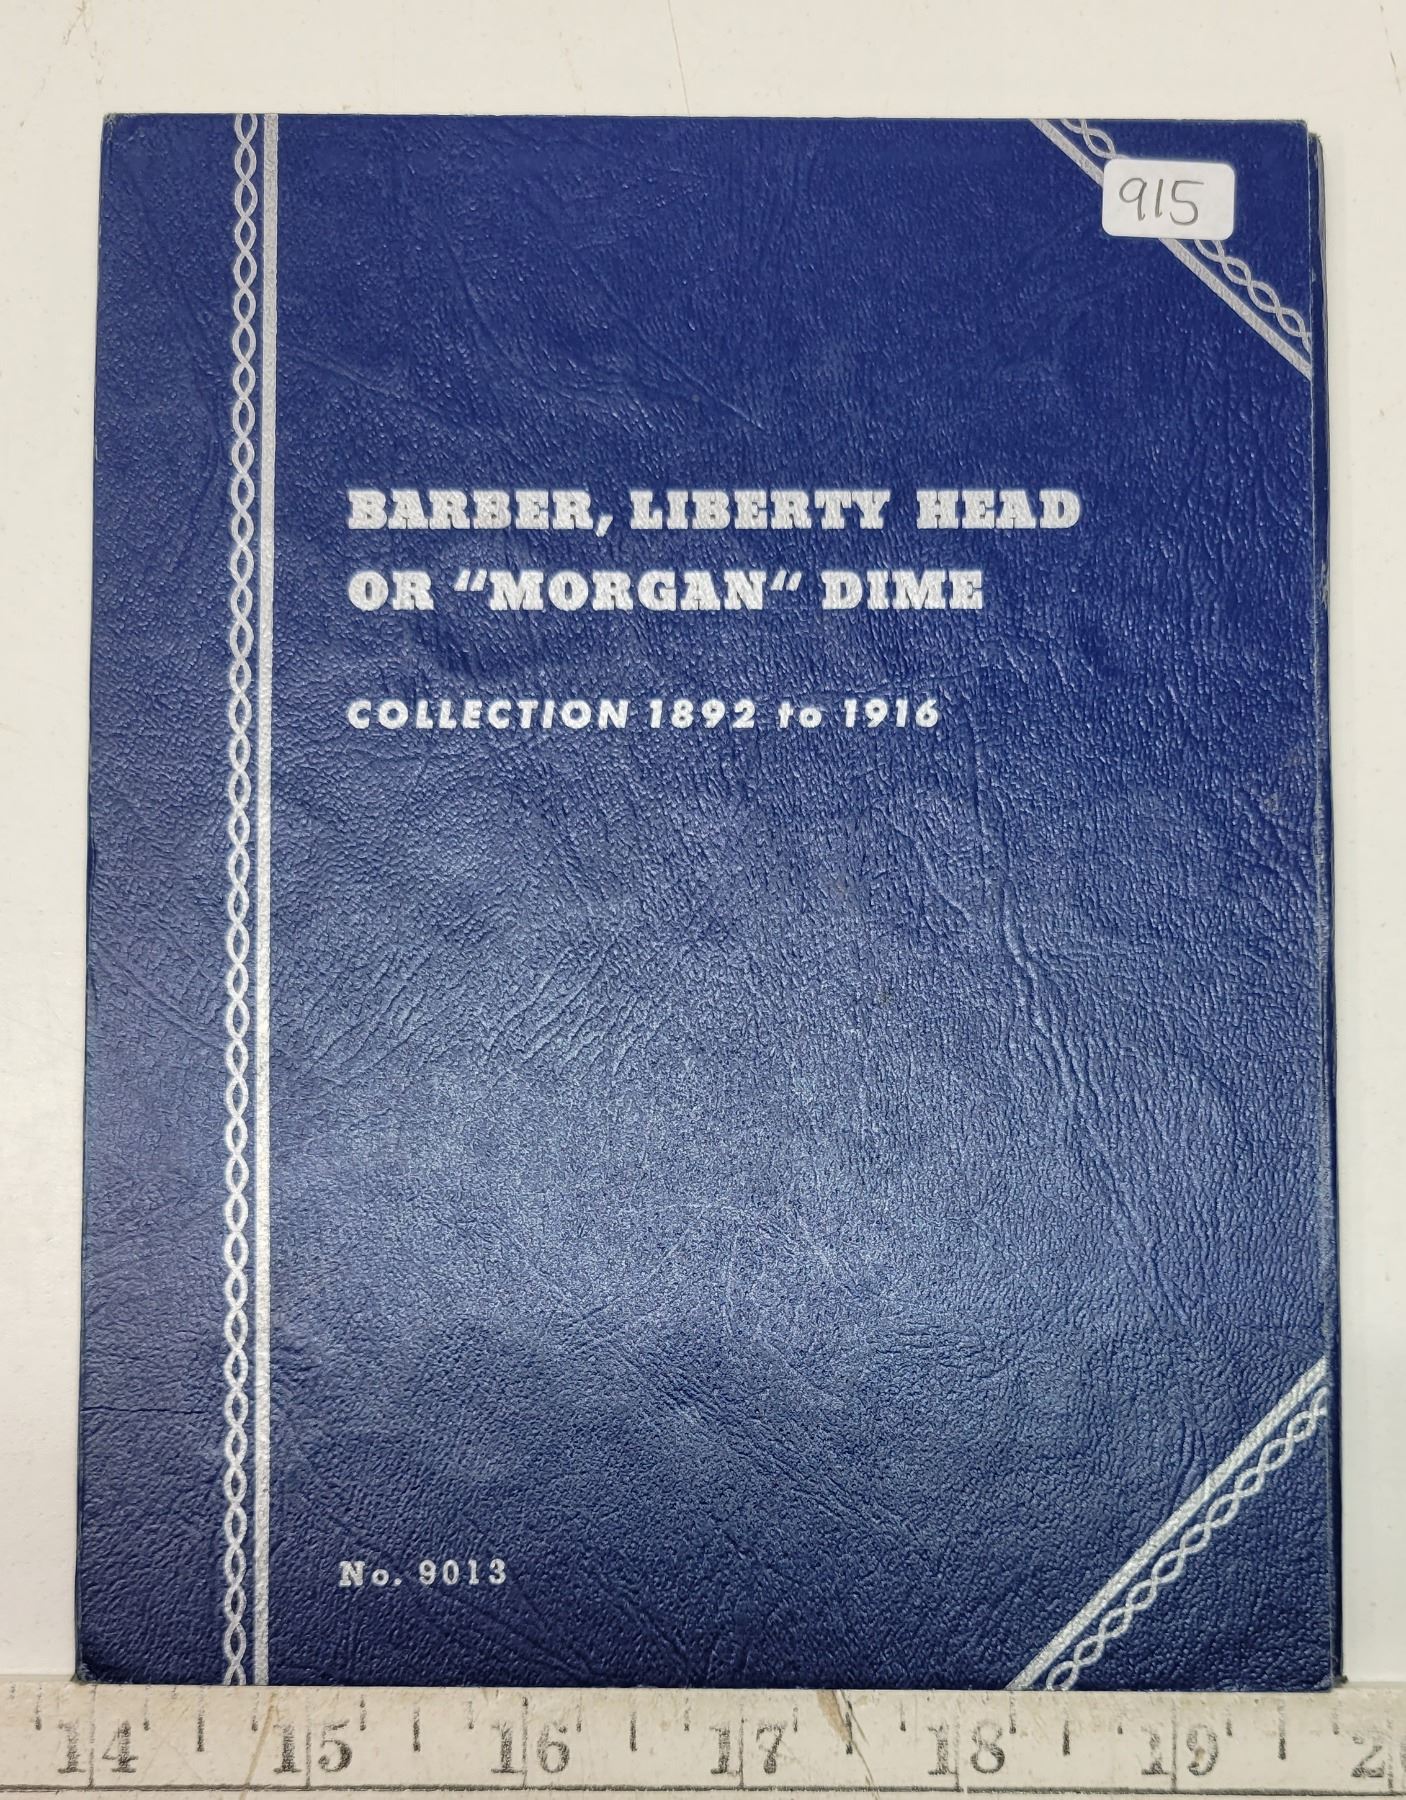 915
BARBER, LIBERTY HEAD
OR "MORGAN" DIME
COLLECTION 1892 to 1916
No. 9013
14 15 16 17 18 19 2